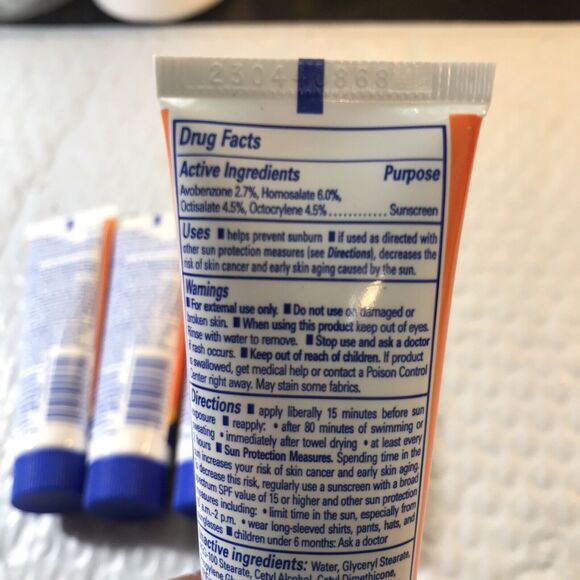 Drug Facts
Active Ingredients Purpose
Avobenzone 2.7%, Homosalate 6.0%,
Octisalate 4.5%, Octocrylene 4.5%............... Sunscreen
Uses ■ helps prevent sunburn ■ if used as directed with
other sun protection measures (see Directions), decreases the
risk of skin cancer and early skin aging caused by the sun.
Warnings
■ For external use only. ■ Do not use on damaged or
broken skin. ■ When using this product keep out of eyes.
Rinse with water to remove. ■ Stop use and ask a doctor
if rash occurs. ■ Keep out of reach of children. If product
is swallowed, get medical help or contact a Poison Control
Center right away. May stain some fabrics.
Directions ■ apply liberally 15 minutes before sun
exposure ■ reapply: • after 80 minutes of swimming or
sweating • immediately after towel drying • at least every
hours ■ Sun Protection Measures. Spending time in the
sun increases your risk of skin cancer and early skin aging.
To decrease this risk, regularly use a sunscreen with a broad
spectrum SPF value of 15 or higher and other sun protection
measures including: • limit time in the sun, especially from
a.m.-2 p.m. • wear long-sleeved shirts, pants, hats, and
sunglasses ■ children under 6 months: Ask a doctor
Inactive ingredients: Water, Glyceryl Stearate,
-100 Stearate, Cetyl Alcohol, Cetyl Dimethicone,